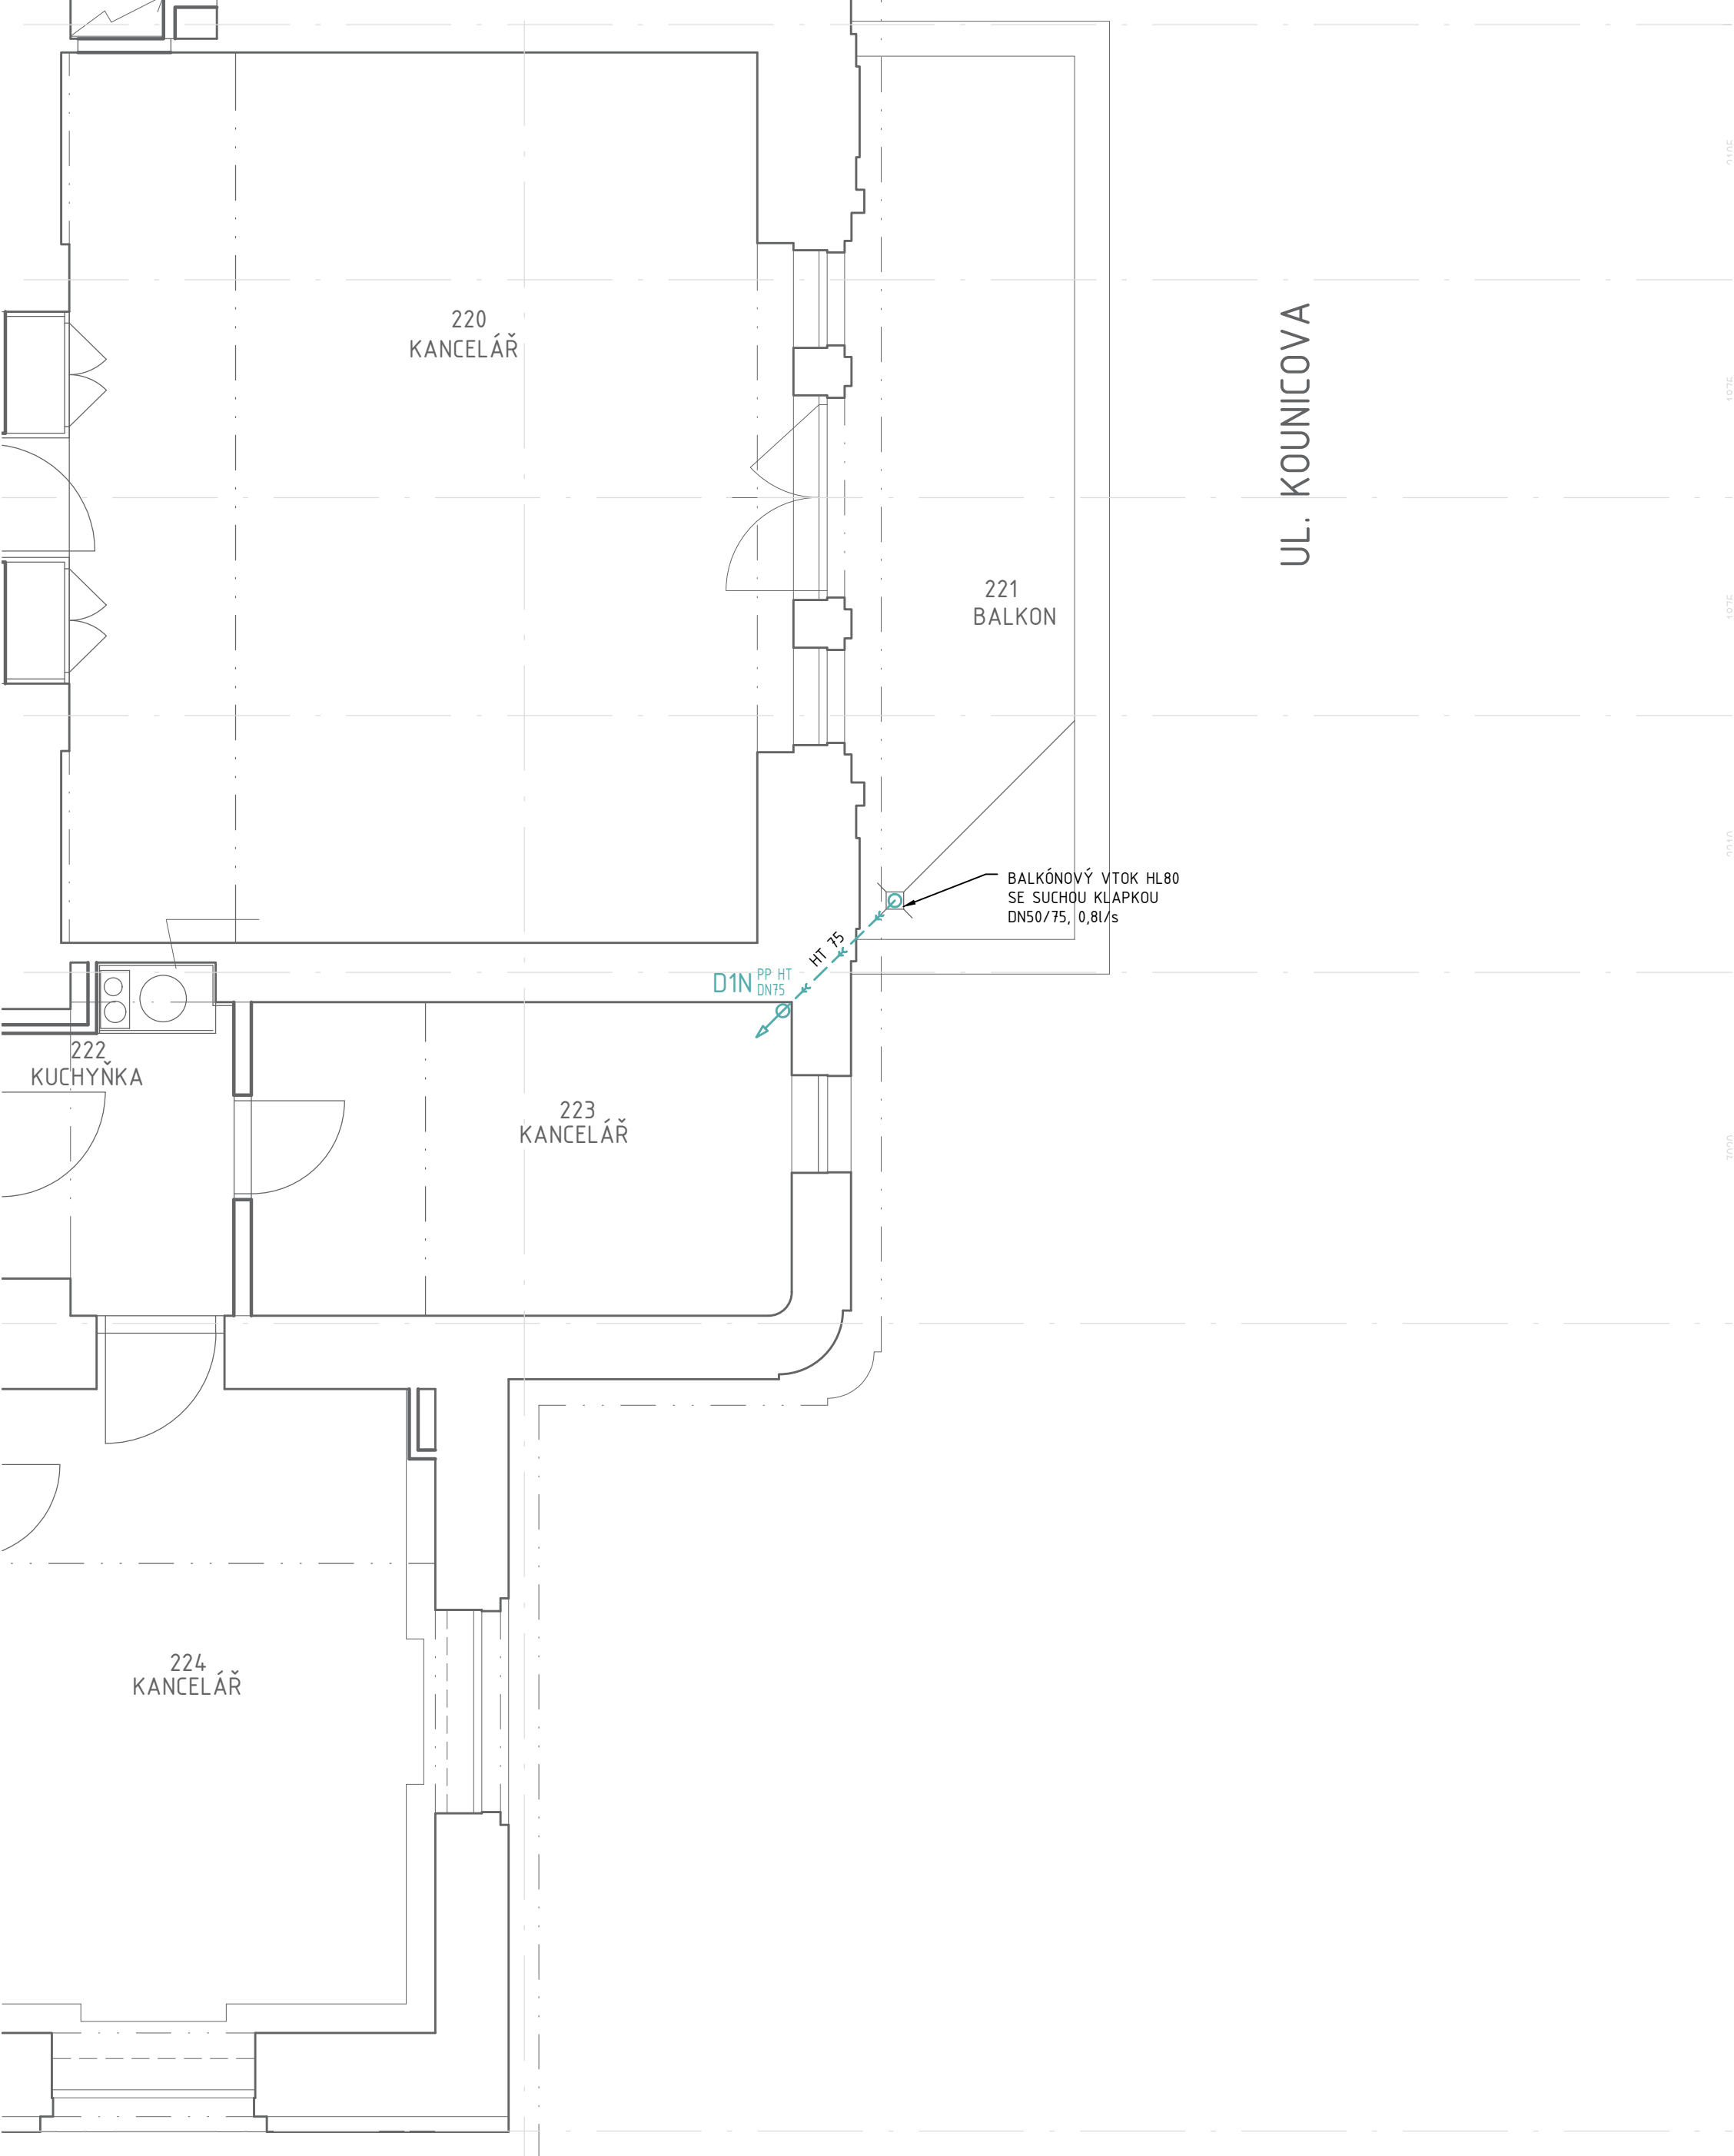 220
KANCELÁŘ
UL. KOUNICOVA
221
BALKON
BALKÓNOVÝ VTOK HL80
SE SUCHOU KLAPKOU
DN50/75, 0,8l/s
HT 75
D1N PP HT
DN75
222
KUCHYŇKA
223
KANCELÁŘ
224
KANCELÁŘ